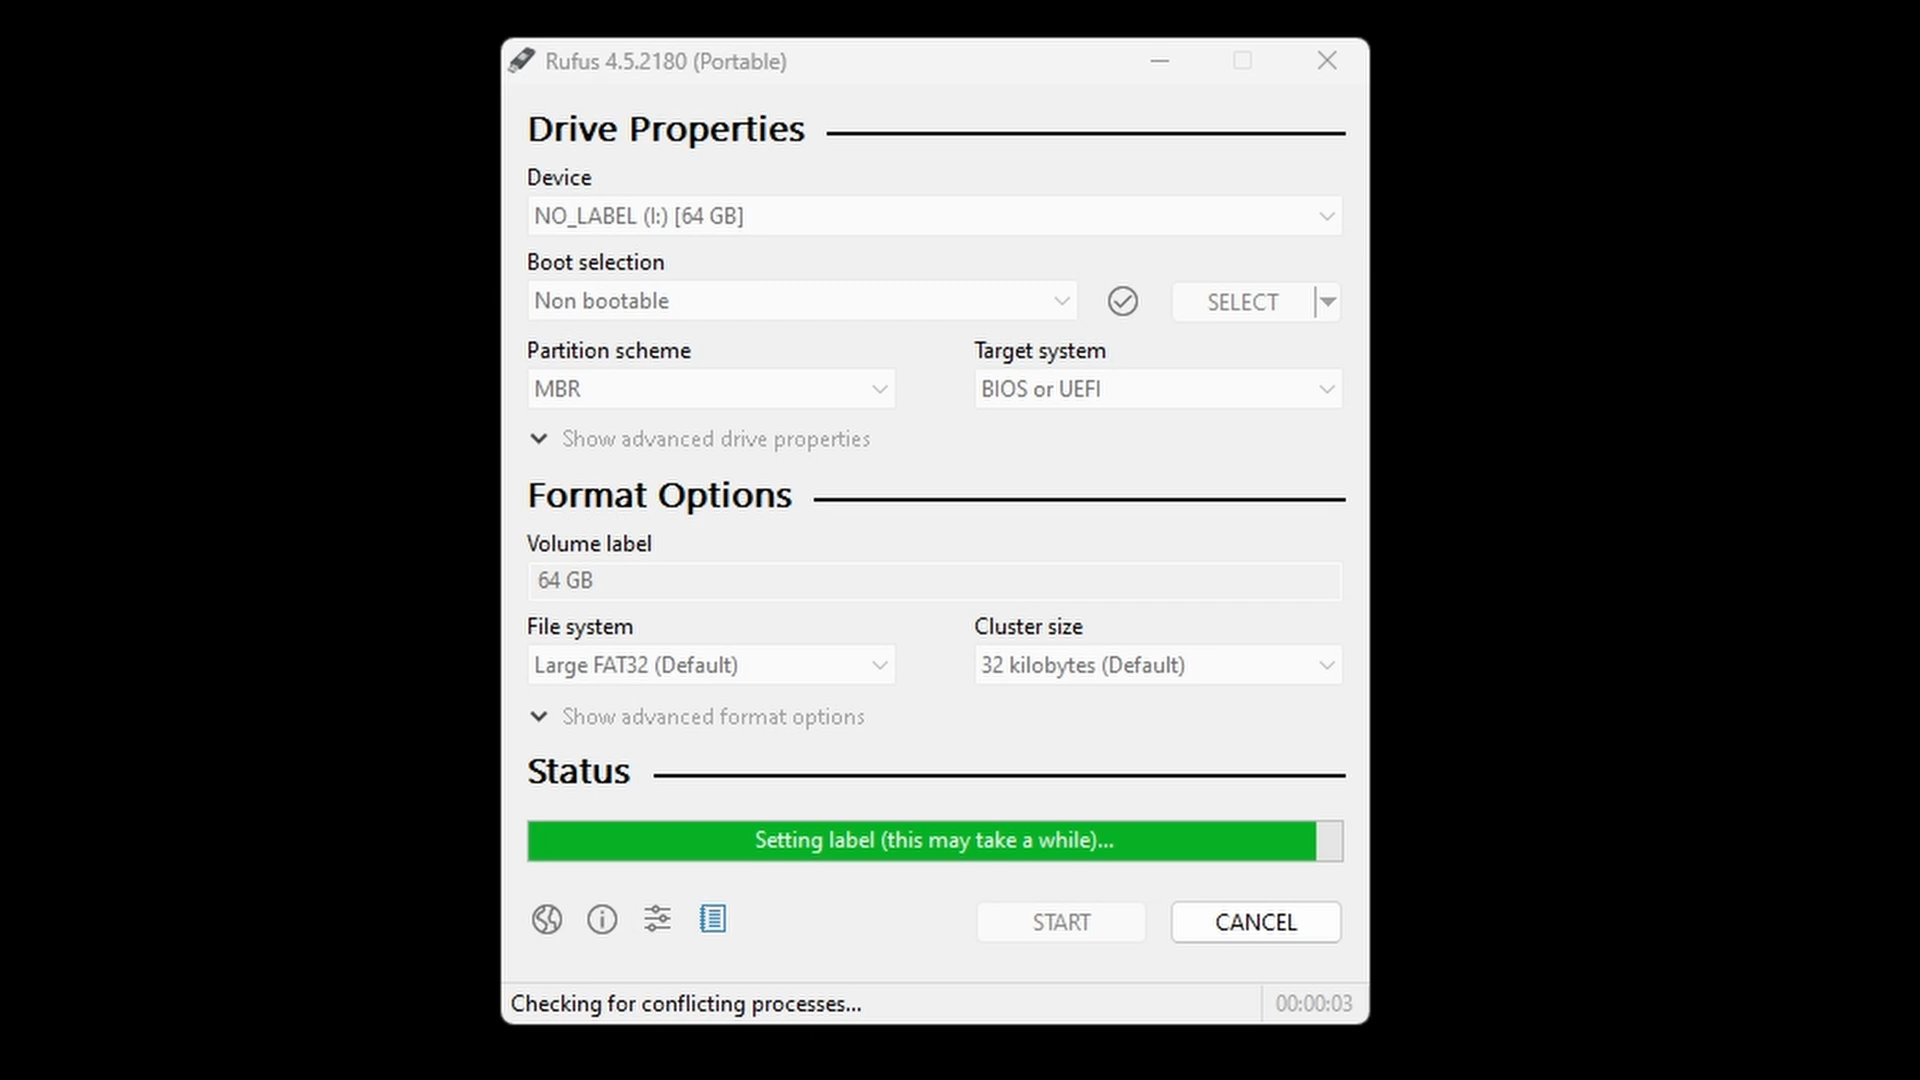 Rufus 4.5.2180 (Portable)
Drive Properties
Device
NO_LABEL (I:) [64 GB]
Boot selection
Non bootable
SELECT
Partition scheme
Target system
MBR
BIOS or UEFI
Show advanced drive properties
Format Options
Volume label
64 GB
File system
Cluster size
Large FAT32 (Default)
32 kilobytes (Default)
Show advanced format options
Status
Setting label (this may take a while)...
START
CANCEL
Checking for conflicting processes...
00:00:03